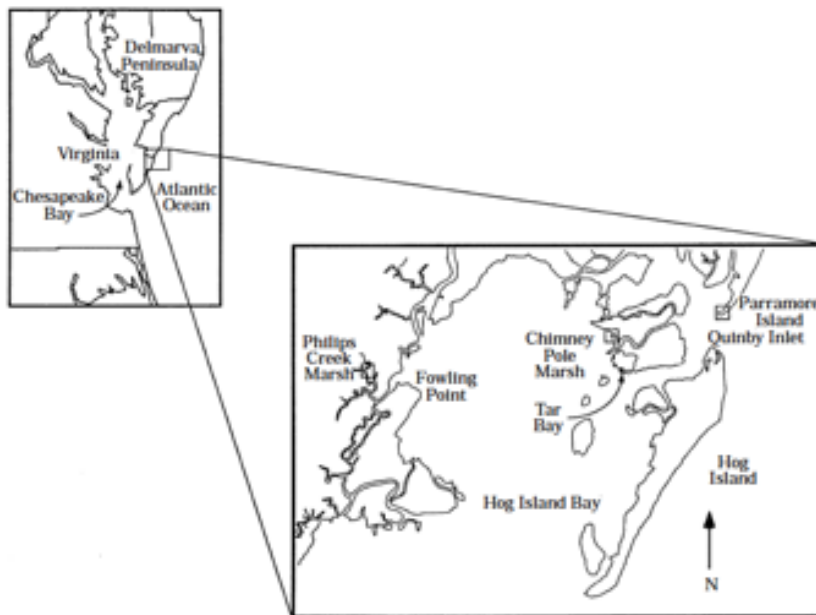 Delmarva
Peninsula
Virginia
Chesapeake
Bay
Atlantic
Ocean
Parramore
Island
Quinby Inlet
Chimney
Pole
Marsh
Phillips
Creek
Marsh
Fowling
Point
Tar
Bay
Hog
Island
Hog Island Bay
N